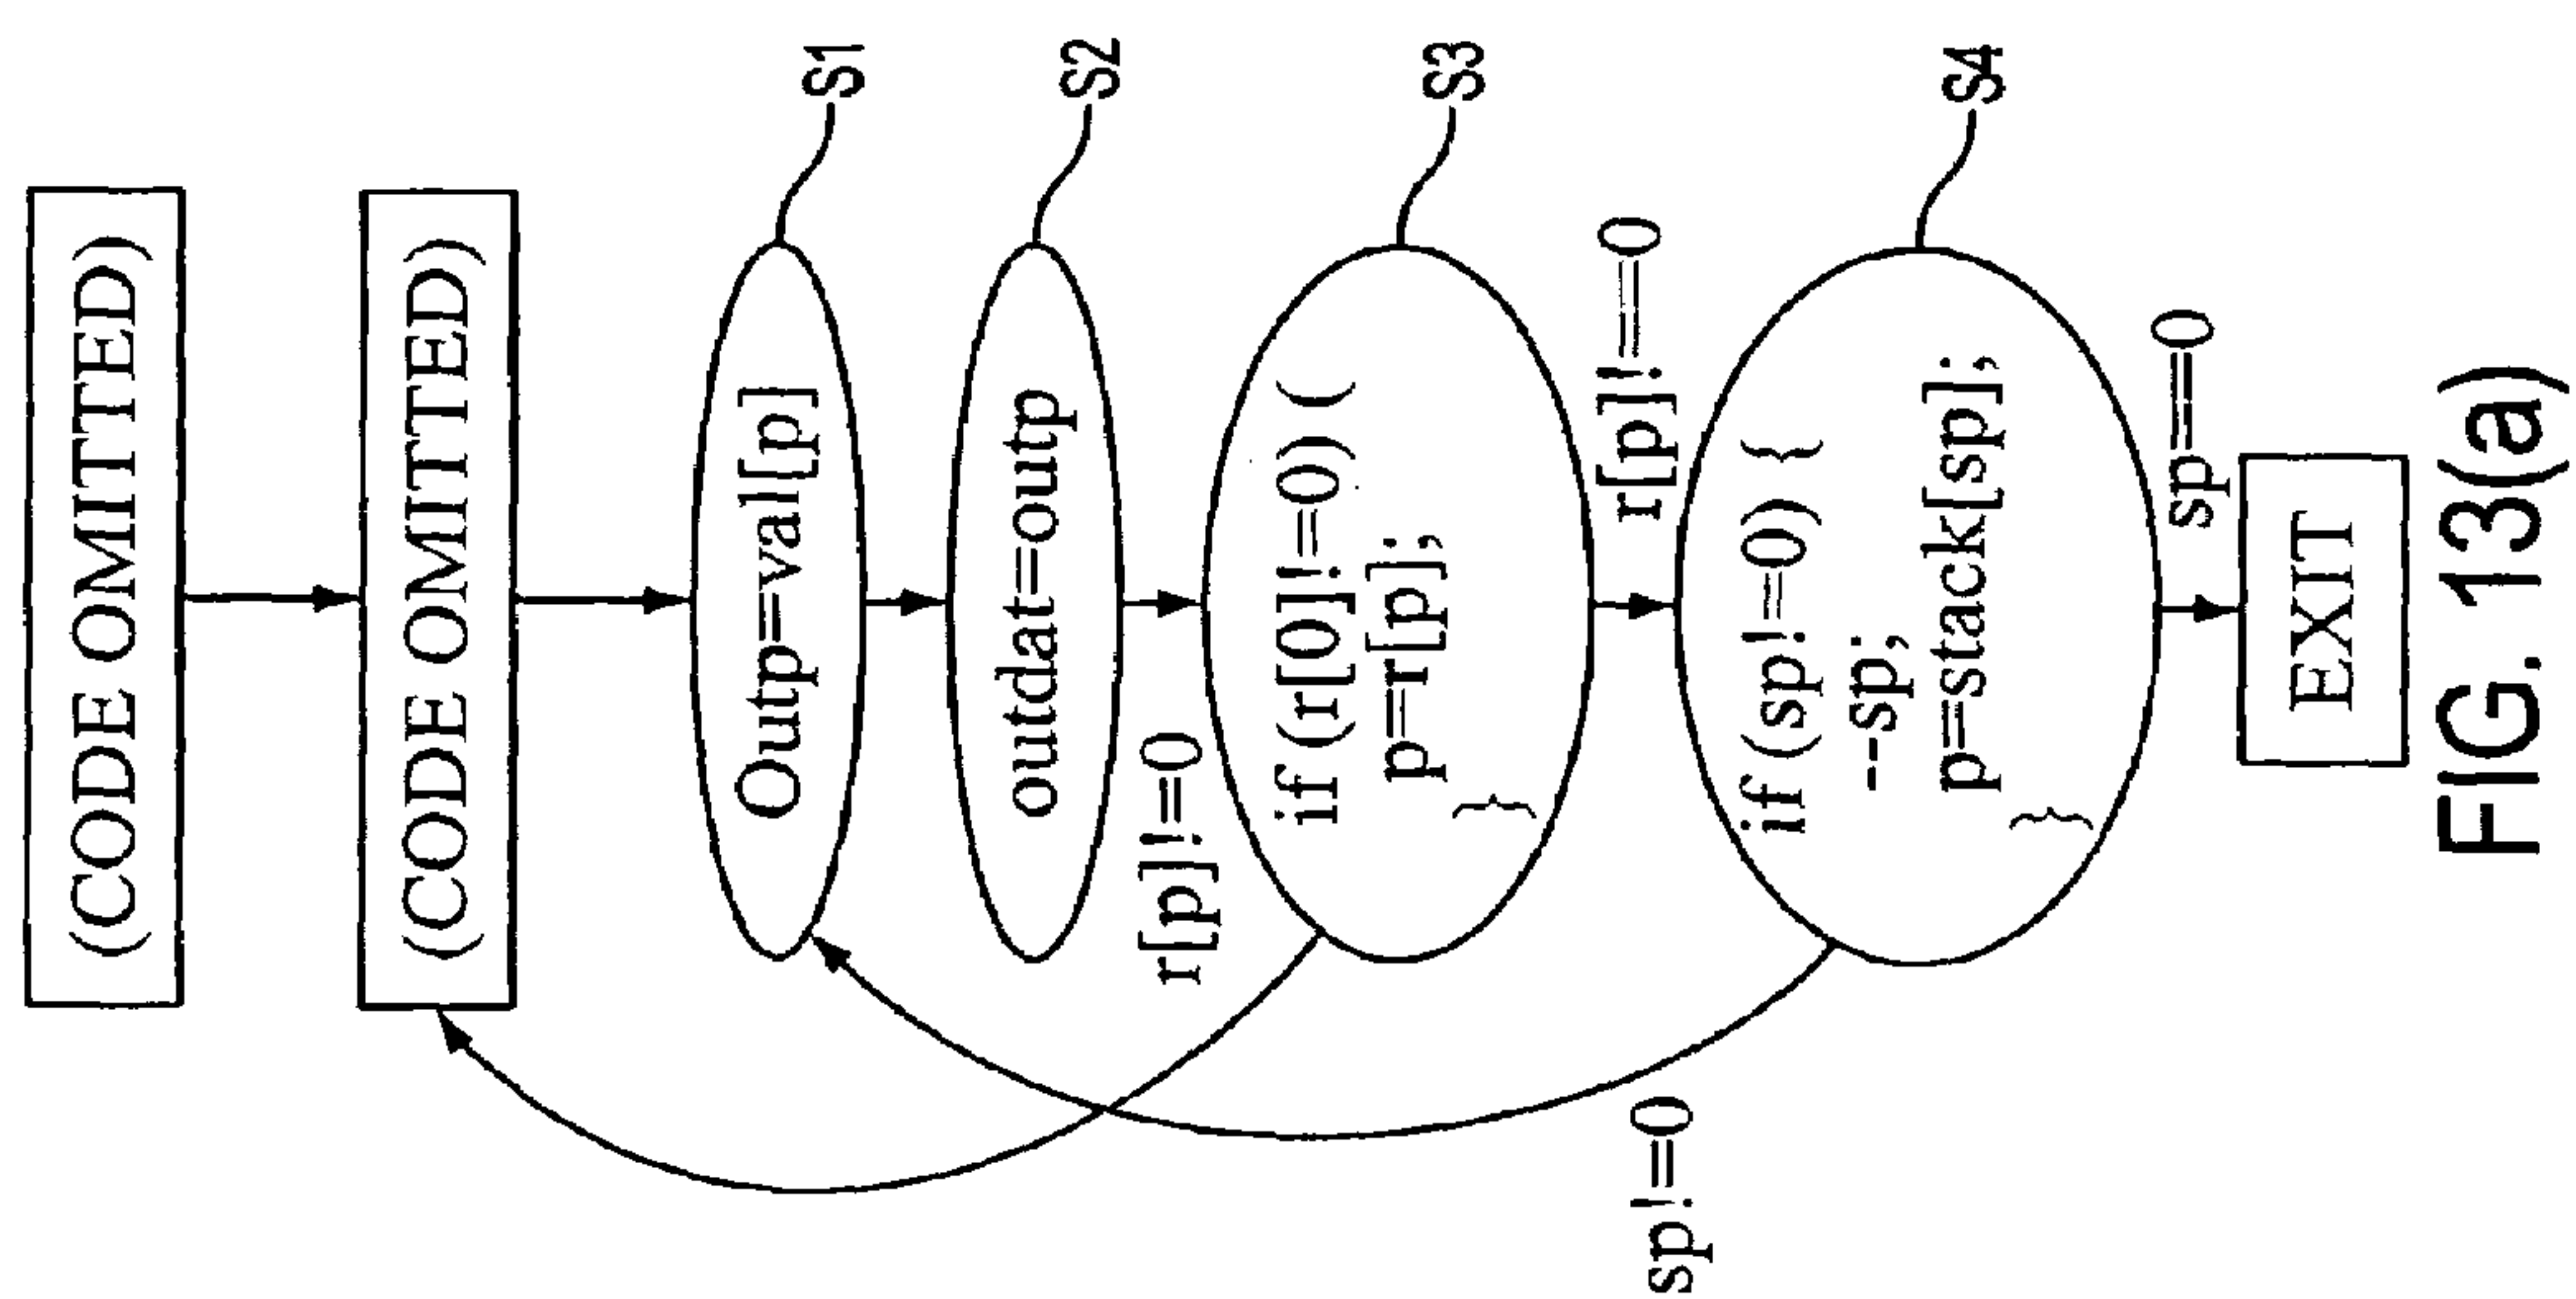 (CODE OMITTED)
(CODE OMITTED)
Outp=val[p]
S1
outdat=outp
S2
r[p]!=0
if (r[0]!=0) (
p=r[p];
}
S3
r[p]!==0
sp!=0
if (sp!=0) {
--sp;
p=stack[sp];
}
S4
sp==0
EXIT
FIG. 13(a)